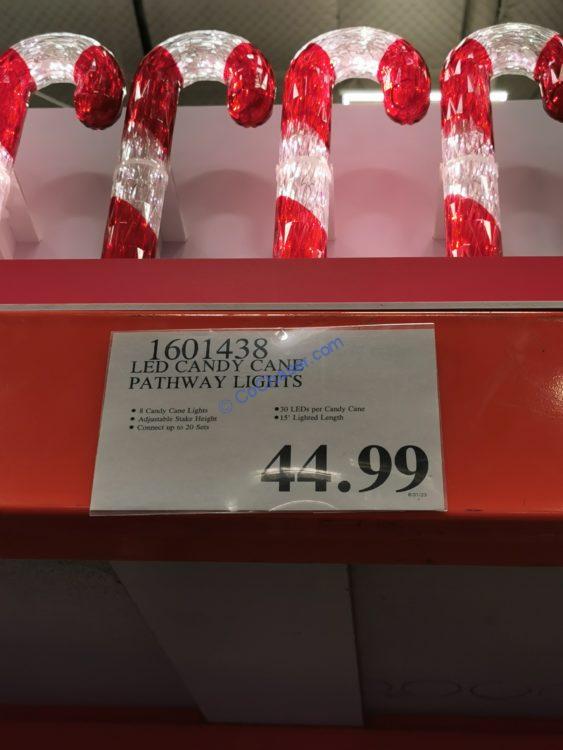 1601438
LED CANDY CANE
PATHWAY LIGHTS
• 8 Candy Cane Lights
• Adjustable Stake Height
• Connect up to 20 Sets
• 30 LEDs per Candy Cane
• 15' Lighted Length
44.99